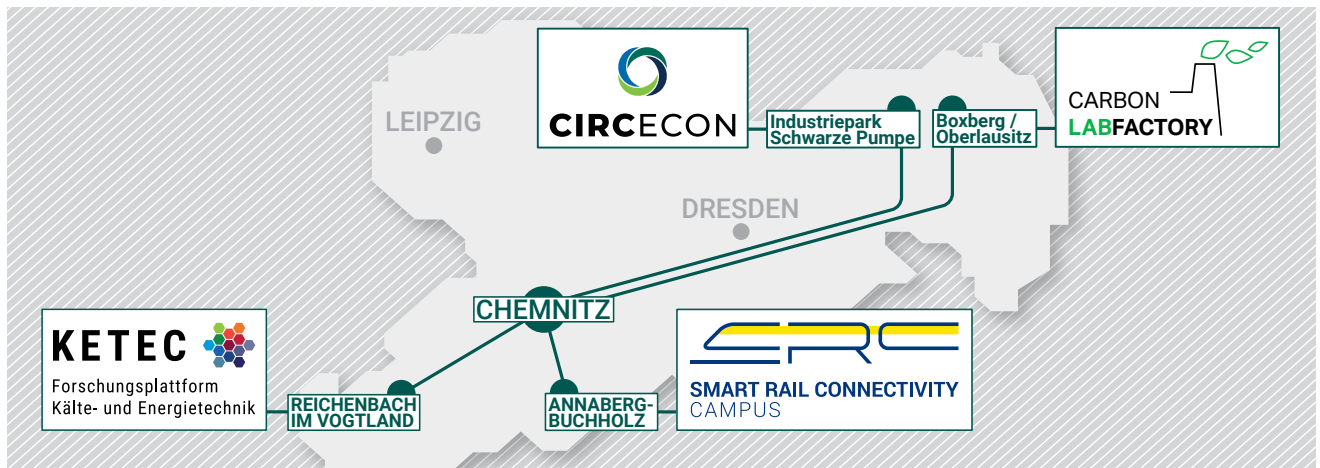 LEIPZIG
CIRCECON
Industriepark
Schwarze Pumpe
Boxberg /
Oberlausitz
CARBON
LABFACTORY
DRESDEN
CHEMNITZ
KETEC
Forschungsplattform
Kälte- und Energietechnik
REICHENBACH
IM VOGTLAND
ANNABERG-
BUCHHOLZ
SRC
SMART RAIL CONNECTIVITY
CAMPUS